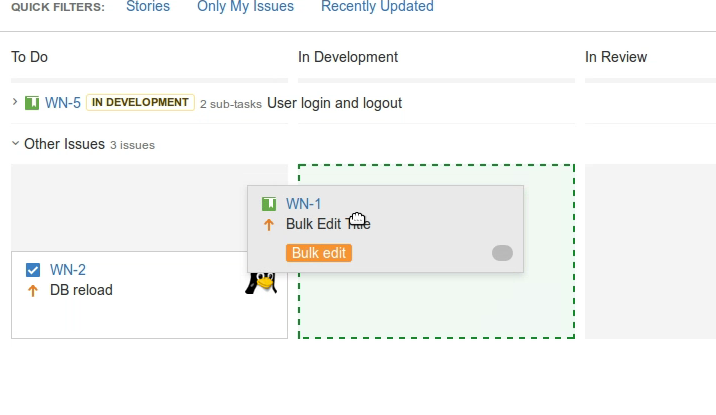 QUICK FILTERS: Stories Only My Issues Recently Updated
To Do In Development In Review
WN-5 IN DEVELOPMENT 2 sub-tasks User login and logout
Other Issues 3 issues
WN-1
Bulk Edit Title
Bulk edit
WN-2
DB reload